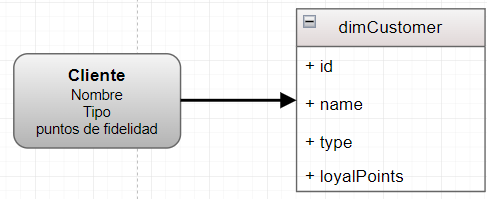 Cliente
Nombre
Tipo
puntos de fidelidad
dimCustomer
+ id
+ name
+ type
+ loyalPoints